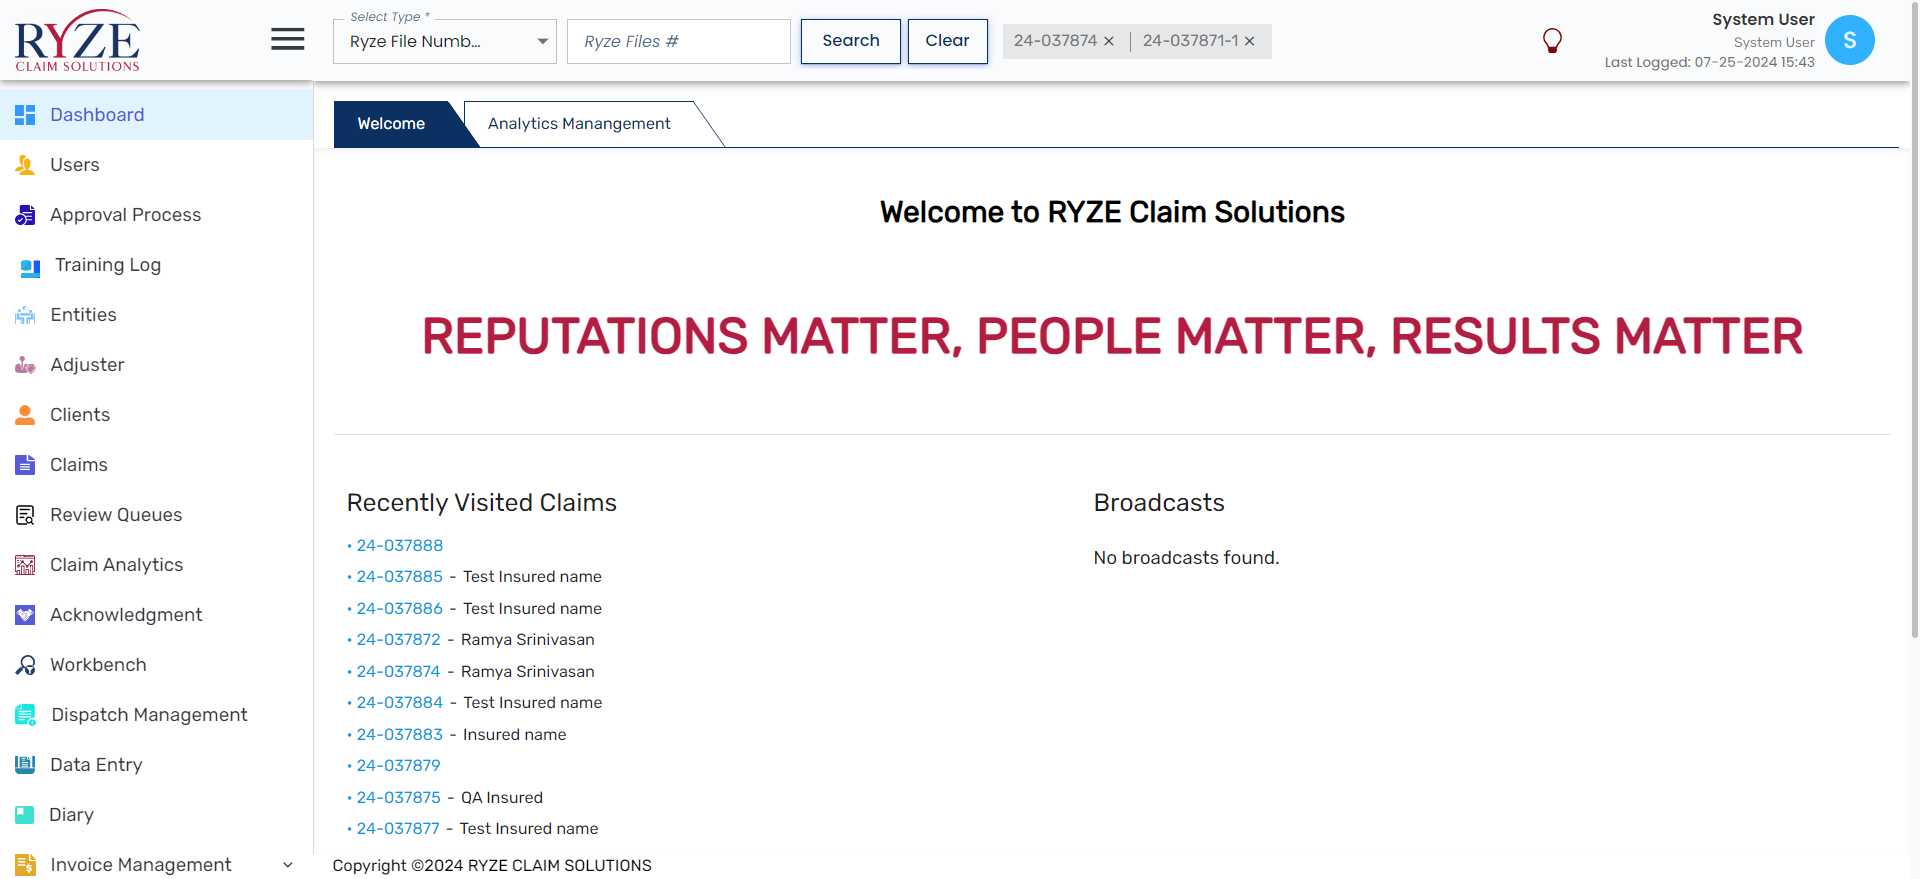 RYZE
CLAIM SOLUTIONS
Select Type *
Ryze File Numb...
Ryze Files #
Search
Clear
24-037874 ×
24-037871-1 ×
System User
System User
Last Logged: 07-25-2024 15:43
S
Dashboard
Users
Approval Process
Training Log
Entities
Adjuster
Clients
Claims
Review Queues
Claim Analytics
Acknowledgment
Workbench
Dispatch Management
Data Entry
Diary
Invoice Management
Welcome
Analytics Manangement
Welcome to RYZE Claim Solutions
REPUTATIONS MATTER, PEOPLE MATTER, RESULTS MATTER
Recently Visited Claims
• 24-037888
• 24-037885 - Test Insured name
• 24-037886 - Test Insured name
• 24-037872 - Ramya Srinivasan
• 24-037874 - Ramya Srinivasan
• 24-037884 - Test Insured name
• 24-037883 - Insured name
• 24-037879
• 24-037875 - QA Insured
• 24-037877 - Test Insured name
Broadcasts
No broadcasts found.
Copyright ©2024 RYZE CLAIM SOLUTIONS